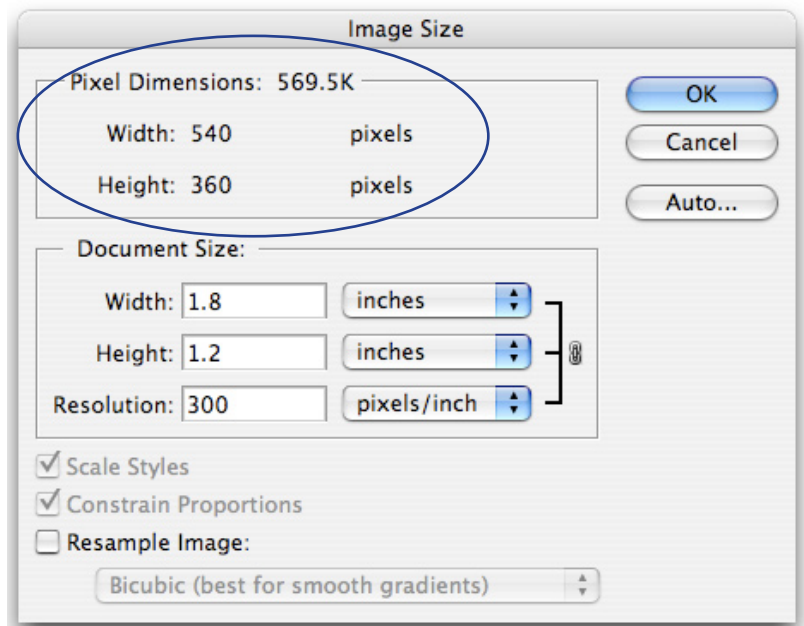 Image Size
Pixel Dimensions: 569.5K
Width: 540 pixels
Height: 360 pixels
OK
Cancel
Auto...
Document Size:
Width: 1.8 inches
Height: 1.2 inches
Resolution: 300 pixels/inch
Scale Styles
Constrain Proportions
Resample Image:
Bicubic (best for smooth gradients)